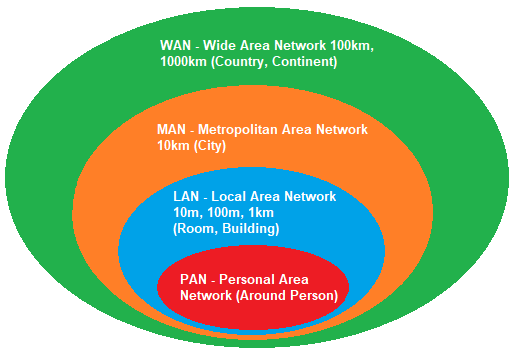 WAN - Wide Area Network 100km,
1000km (Country, Continent)
MAN - Metropolitan Area Network
10km (City)
LAN - Local Area Network
10m, 100m, 1km
(Room, Building)
PAN - Personal Area
Network (Around Person)